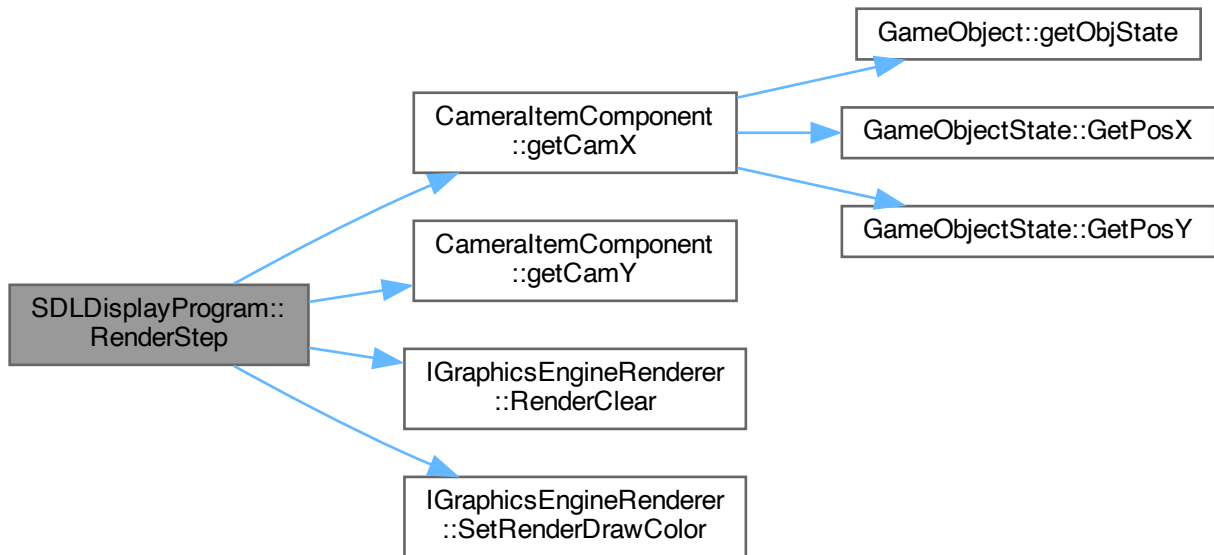 SDLDisplayProgram::
RenderStep
CameraItemComponent
::getCamX
CameraItemComponent
::getCamY
IGraphicsEngineRenderer
::RenderClear
IGraphicsEngineRenderer
::SetRenderDrawColor
GameObject::getObjState
GameObjectState::GetPosX
GameObjectState::GetPosY